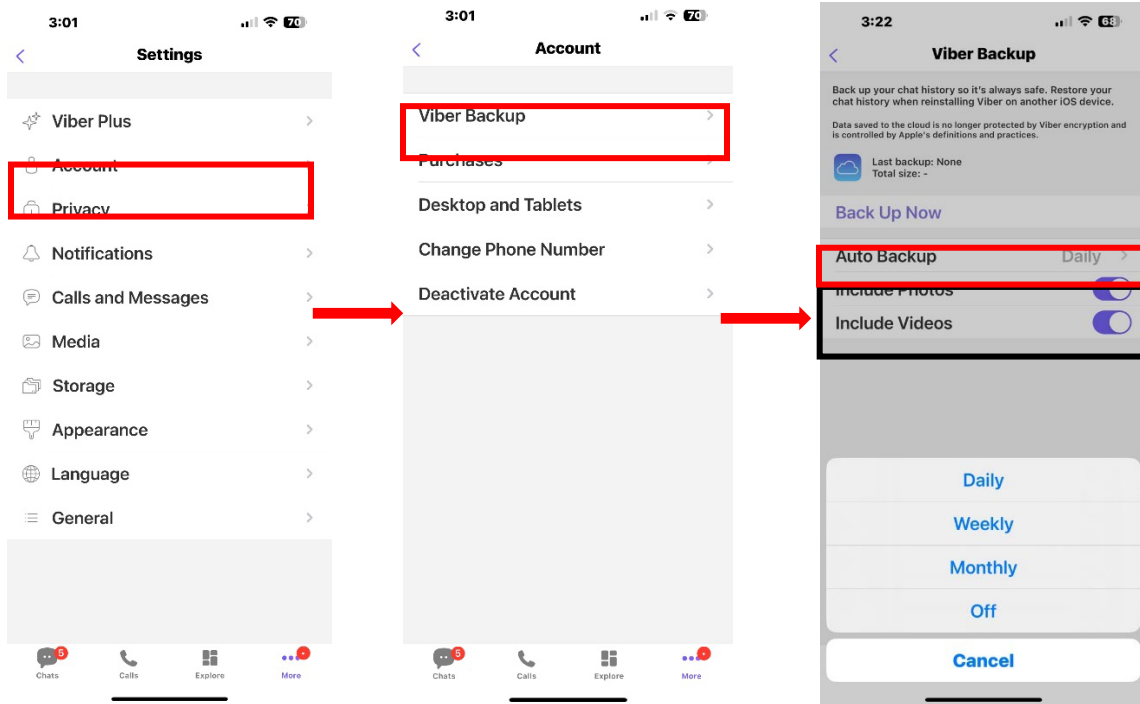 3:01
70
Settings
Viber Plus
Account
Privacy
Notifications
Calls and Messages
Media
Storage
Appearance
Language
General
5
Chats
Calls
Explore
More
3:01
70
Account
Viber Backup
Purchases
Desktop and Tablets
Change Phone Number
Deactivate Account
5
Chats
Calls
Explore
More
3:22
68
Viber Backup
Back up your chat history so it's always safe. Restore your
chat history when reinstalling Viber on another iOS device.
Data saved to the cloud is no longer protected by Viber encryption and
is controlled by Apple's definitions and practices.
Last backup: None
Total size: -
Back Up Now
Auto Backup Daily
Include Photos
Include Videos
Daily
Weekly
Monthly
Off
Cancel